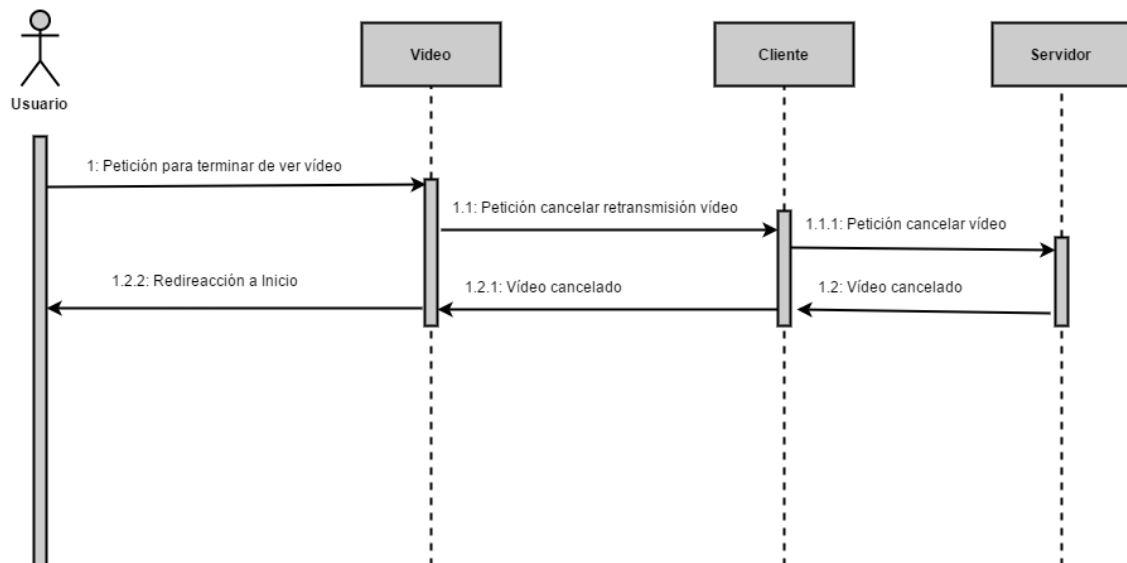 Usuario
Video
Cliente
Servidor
1: Petición para terminar de ver vídeo
1.1: Petición cancelar retransmisión vídeo
1.1.1: Petición cancelar vídeo
1.2.2: Redireacción a Inicio
1.2.1: Vídeo cancelado
1.2: Vídeo cancelado